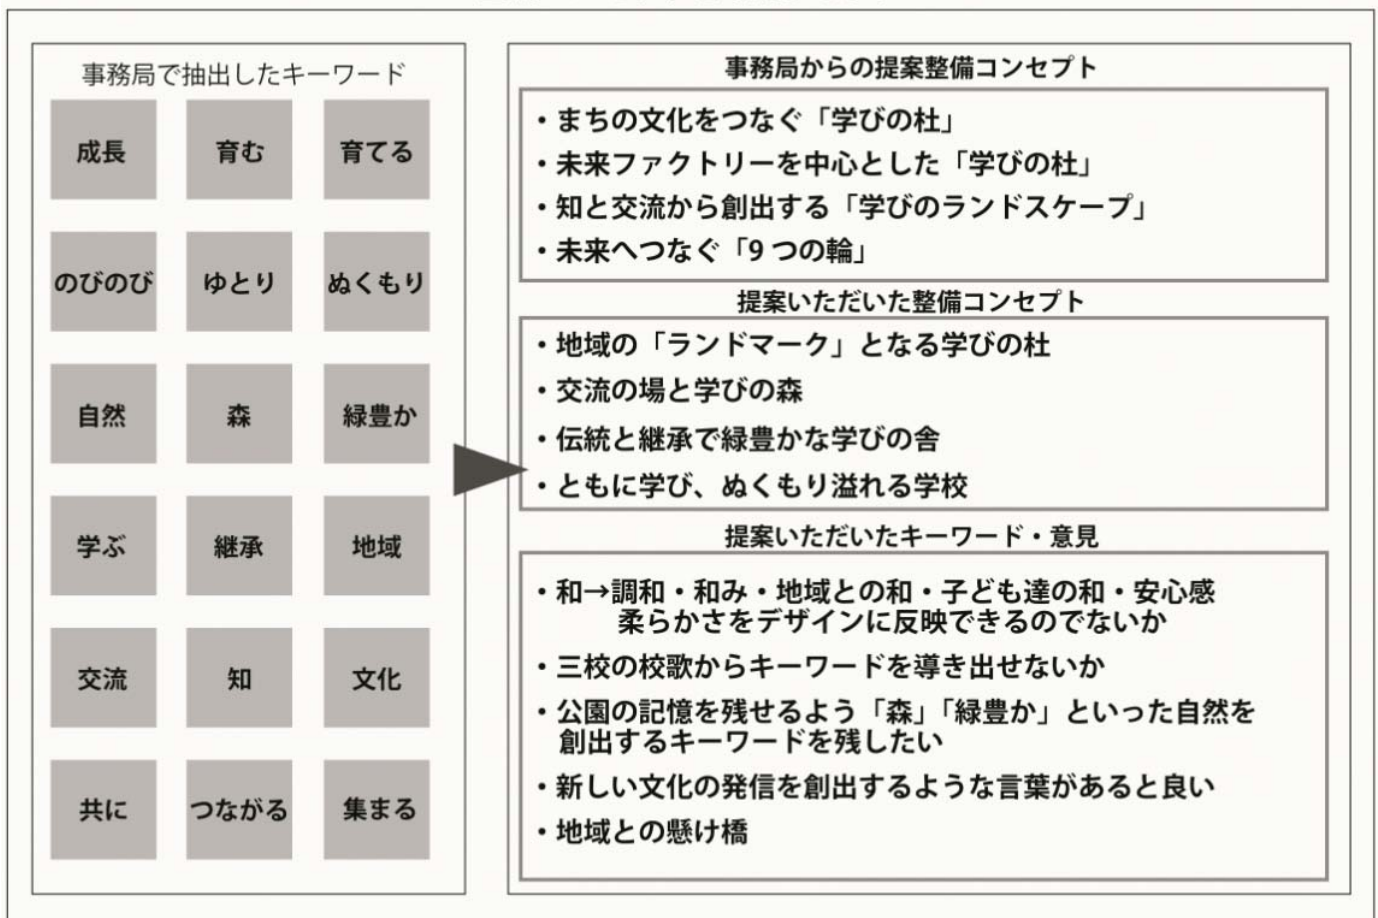 事務局で抽出したキーワード
成長 育む 育てる
のびのび ゆとり ぬくもり
自然 森 緑豊か
学ぶ 継承 地域
交流 知 文化
共に つながる 集まる
事務局からの提案整備コンセプト
・まちの文化をつなぐ「学びの杜」
・未来ファクトリーを中心とした「学びの杜」
・知と交流から創出する「学びのランドスケープ」
・未来へつなぐ「9つの輪」
提案いただいた整備コンセプト
・地域の「ランドマーク」となる学びの杜
・交流の場と学びの森
・伝統と継承で緑豊かな学びの舎
・ともに学び、ぬくもり溢れる学校
提案いただいたキーワード・意見
・和→調和・和み・地域との和・子ども達の和・安心感
柔らかさをデザインに反映できるのでないか
・三校の校歌からキーワードを導き出せないか
・公園の記憶を残せるよう「森」「緑豊か」といった自然を
創出するキーワードを残したい
・新しい文化の発信を創出するような言葉があると良い
・地域との懸け橋